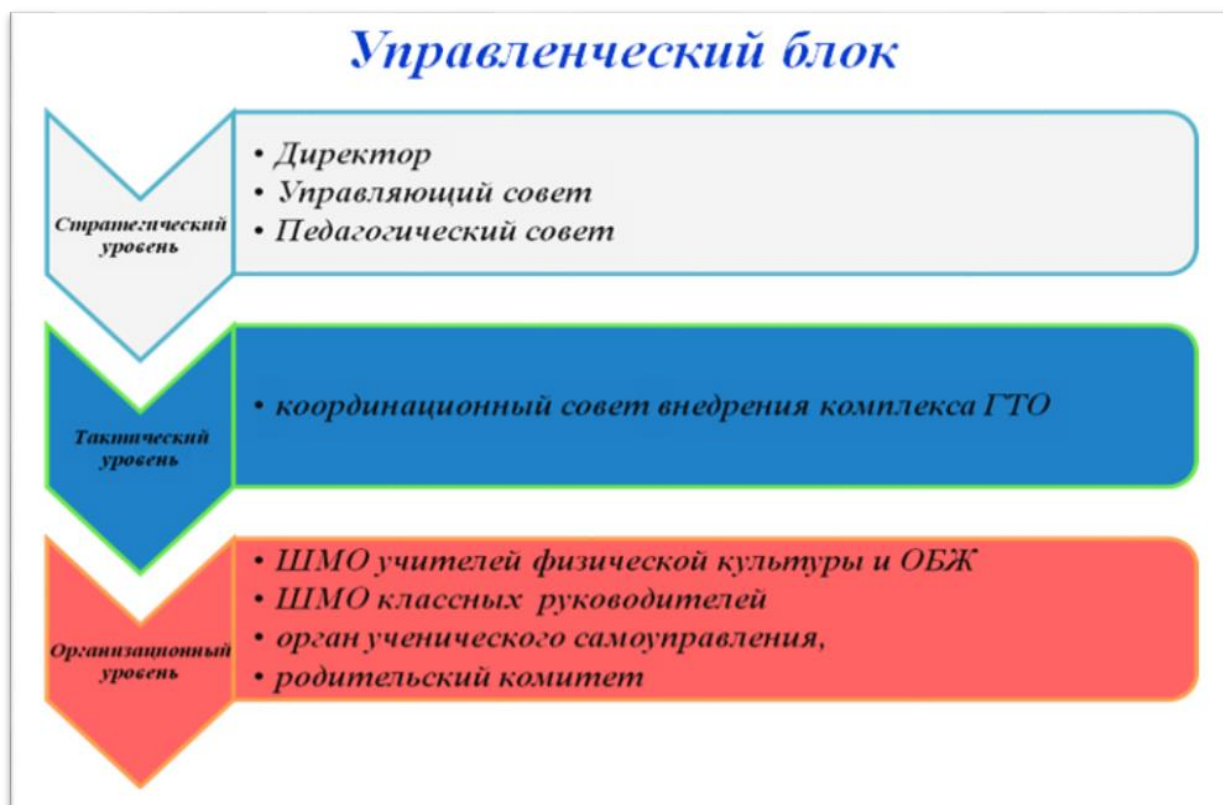 Управленческий блок
Стратегический
уровень
• Директор
• Управляющий совет
• Педагогический совет
Тактический
уровень
• координационный совет внедрения комплекса ГТО
Организационный
уровень
• ШМО учителей физической культуры и ОБЖ
• ШМО классных руководителей
• орган ученического самоуправления,
• родительский комитет